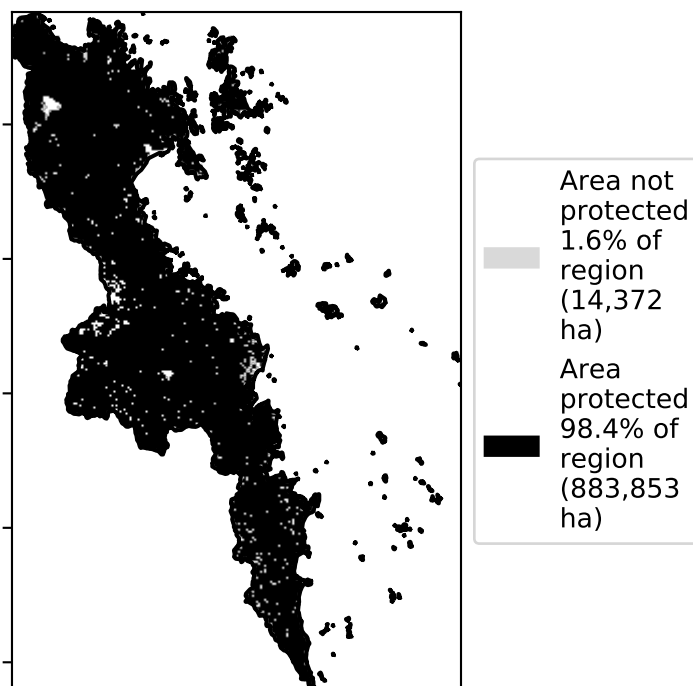 Area not
protected
1.6% of
region
(14,372
ha)
Area
protected
98.4% of
region
(883,853
ha)